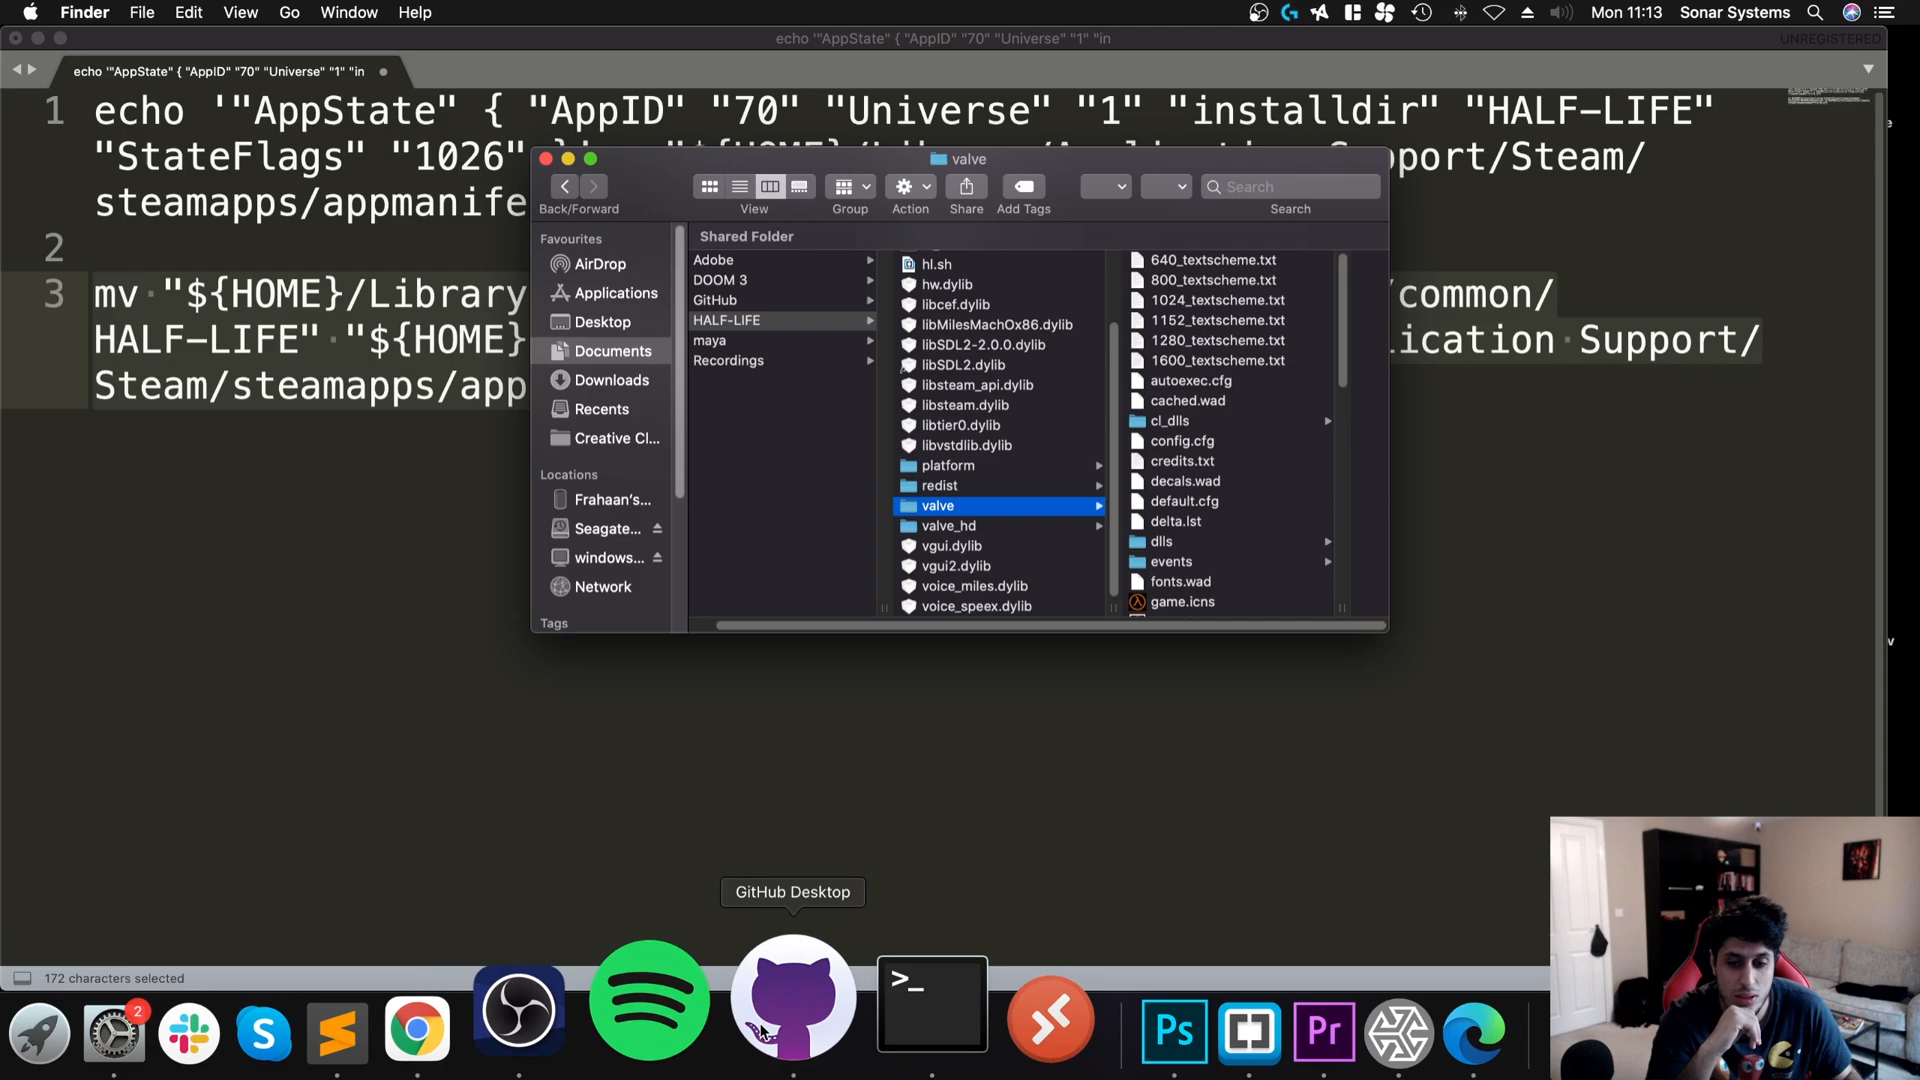 Finder File Edit View Go Window Help
Mon 11:13 Sonar Systems
echo '"AppState" { "AppID" "70" "Universe" "1" "in
UNREGISTERED
echo '"AppState" { "AppID" "70" "Universe" "1" "in
1 echo '"AppState" { "AppID" "70" "Universe" "1" "installdir" "HALF-LIFE"
"StateFlags" "1026" Support/Steam/
steamapps/appmanife
2
3 mv "${HOME}/Library /common/
HALF-LIFE" "${HOME} lication Support/
Steam/steamapps/app
valve
Back/Forward
View
Group
Action
Share
Add Tags
Search
Search
Favourites
AirDrop
Applications
Desktop
Documents
Downloads
Recents
Creative Cl...
Locations
Frahaan's...
Seagate...
windows...
Network
Tags
Shared Folder
Adobe
DOOM 3
GitHub
HALF-LIFE
maya
Recordings
hl.sh
hw.dylib
libcef.dylib
libMilesMachOx86.dylib
libSDL2-2.0.0.dylib
libSDL2.dylib
libsteam_api.dylib
libsteam.dylib
libtier0.dylib
libvstdlib.dylib
platform
redist
valve
valve_hd
vgui.dylib
vgui2.dylib
voice_miles.dylib
voice_speex.dylib
640_textscheme.txt
800_textscheme.txt
1024_textscheme.txt
1152_textscheme.txt
1280_textscheme.txt
1600_textscheme.txt
autoexec.cfg
cached.wad
cl_dlls
config.cfg
credits.txt
decals.wad
default.cfg
delta.lst
dlls
events
fonts.wad
game.icns
GitHub Desktop
172 characters selected
2
S
>_
Ps
Pr